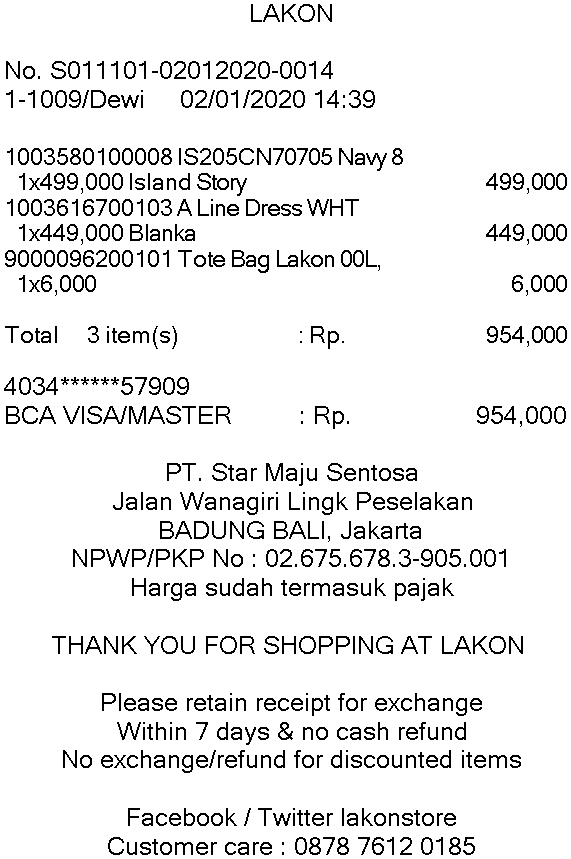 LAKON
No. S011101-02012020-0014
1-1009/Dewi 02/01/2020 14:39
1003580100008 IS205CN70705 Navy 8
1x499,000 Island Story 499,000
1003616700103 A Line Dress WHT
1x449,000 Blanka 449,000
9000096200101 Tote Bag Lakon 00L,
1x6,000 6,000
Total 3 item(s) : Rp. 954,000
4034******57909
BCA VISA/MASTER : Rp. 954,000
PT. Star Maju Sentosa
Jalan Wanagiri Lingk Peselakan
BADUNG BALI, Jakarta
NPWP/PKP No : 02.675.678.3-905.001
Harga sudah termasuk pajak
THANK YOU FOR SHOPPING AT LAKON
Please retain receipt for exchange
Within 7 days & no cash refund
No exchange/refund for discounted items
Facebook / Twitter lakonstore
Customer care : 0878 7612 0185